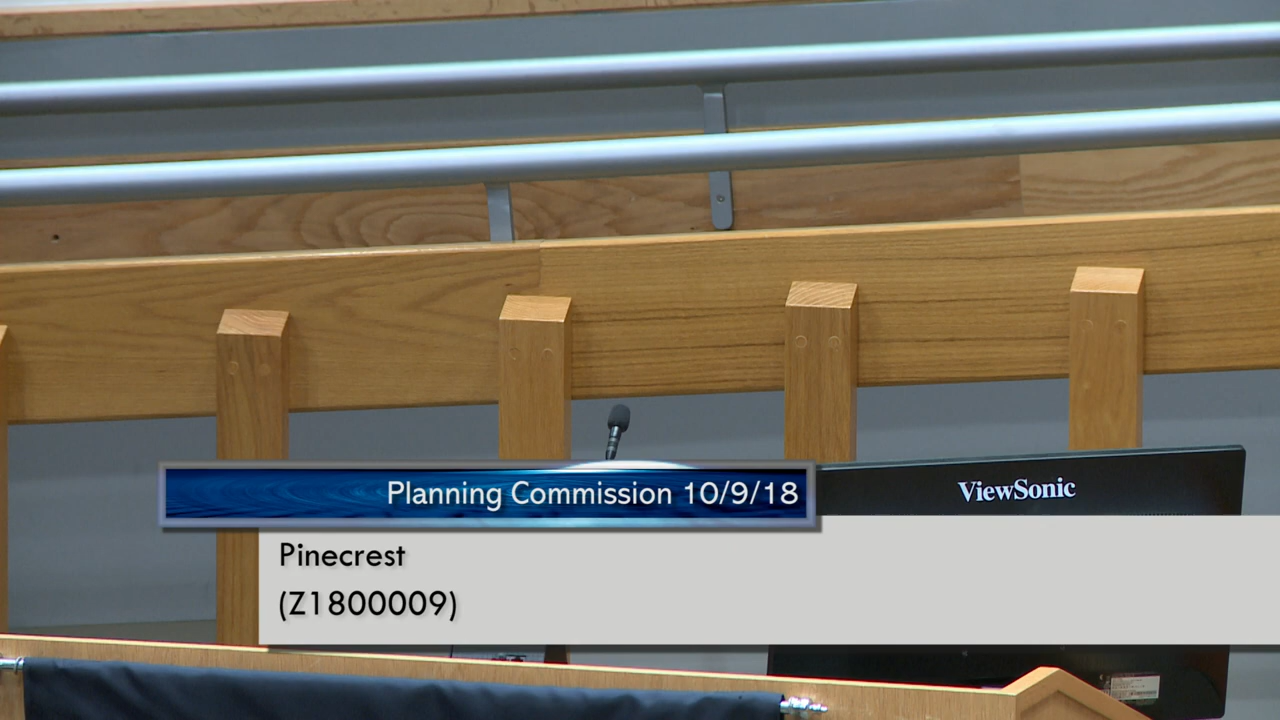 ViewSonic
Planning Commission 10/9/18
Pinecrest
(Z1800009)